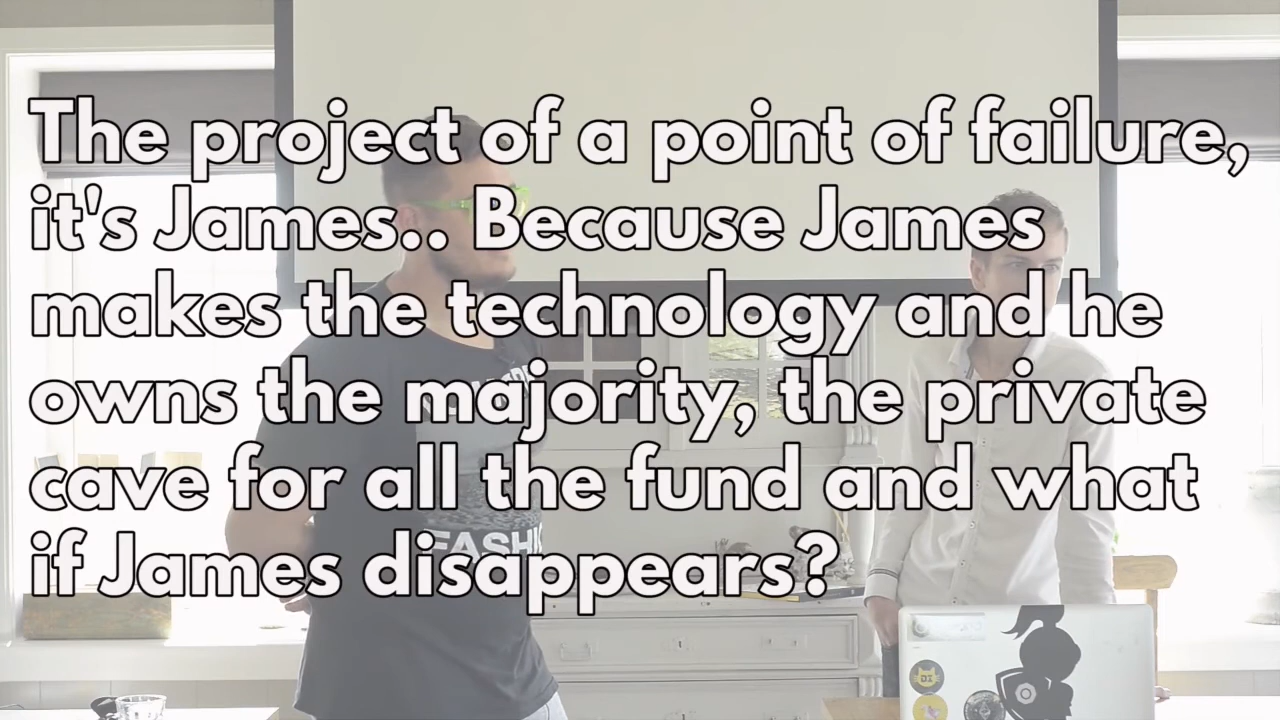 The project of a point of failure,
it's James.. Because James
makes the technology and he
owns the majority, the private
cave for all the fund and what
if James disappears?
FASHI